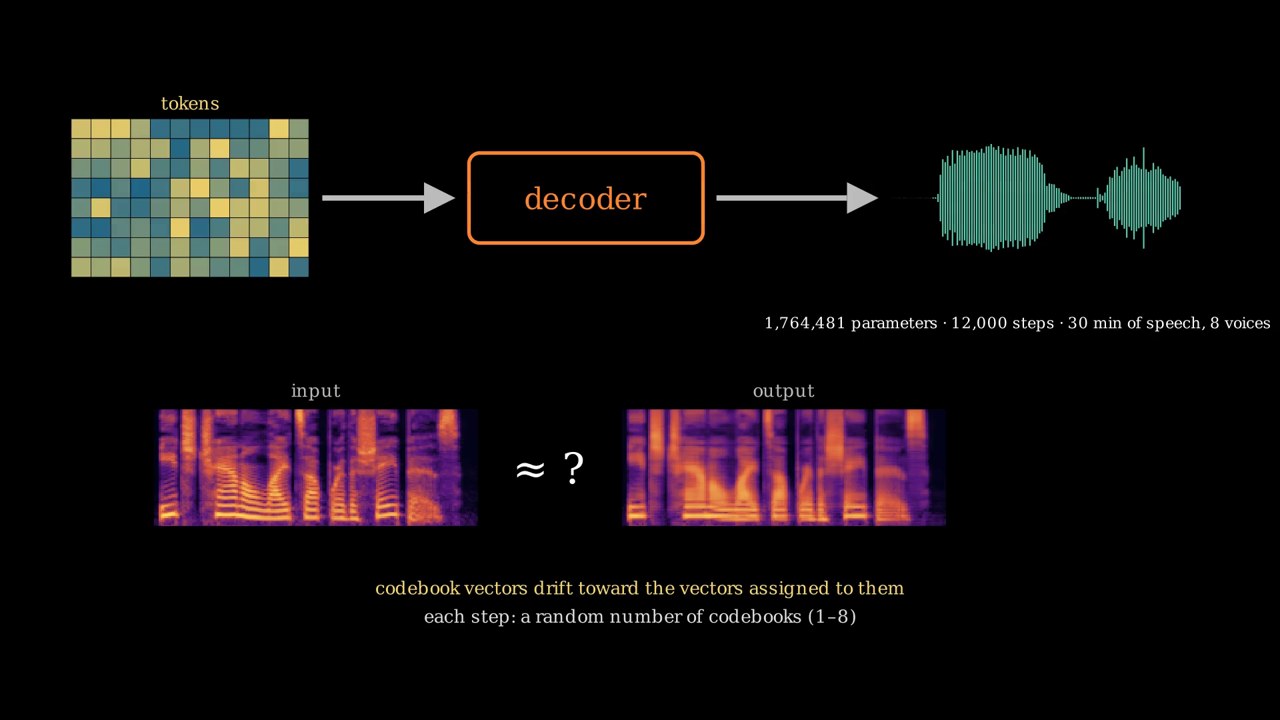 tokens
decoder
1,764,481 parameters · 12,000 steps · 30 min of speech, 8 voices
input
output
≈ ?
codebook vectors drift toward the vectors assigned to them
each step: a random number of codebooks (1–8)